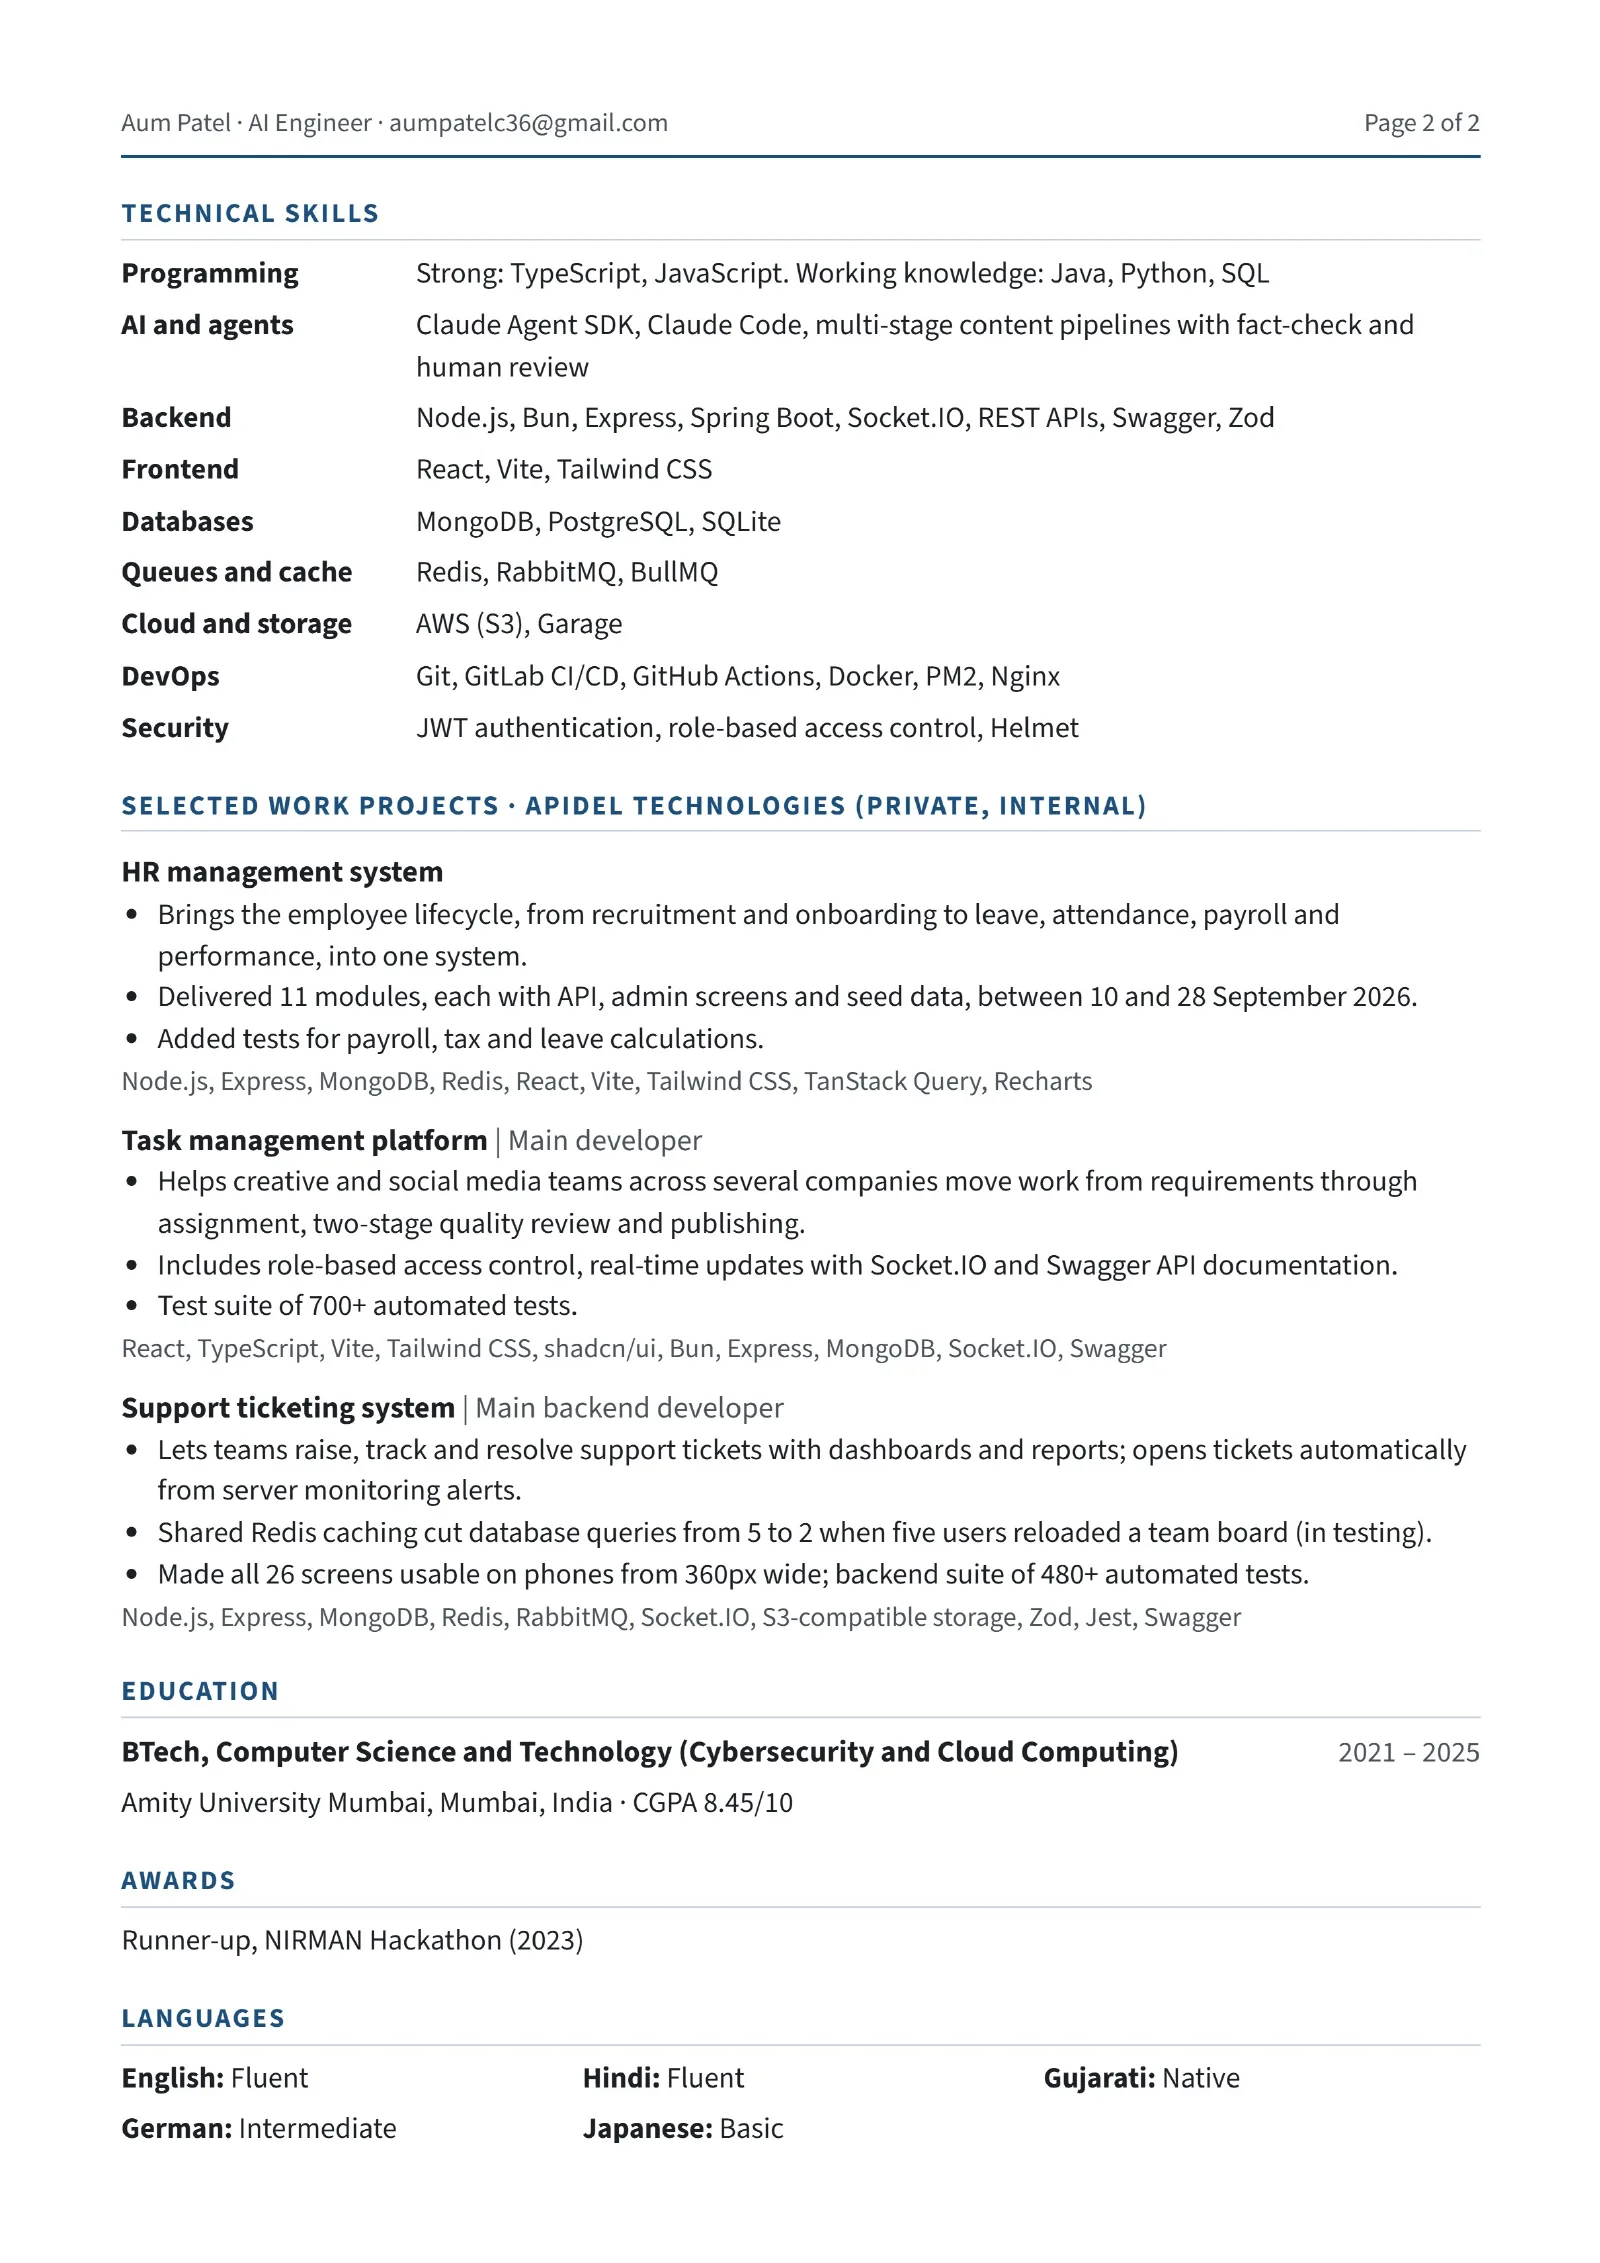 Aum Patel · AI Engineer · aumpatelc36@gmail.com
Page 2 of 2
TECHNICAL SKILLS
Programming Strong: TypeScript, JavaScript. Working knowledge: Java, Python, SQL
AI and agents Claude Agent SDK, Claude Code, multi-stage content pipelines with fact-check and
human review
Backend Node.js, Bun, Express, Spring Boot, Socket.IO, REST APIs, Swagger, Zod
Frontend React, Vite, Tailwind CSS
Databases MongoDB, PostgreSQL, SQLite
Queues and cache Redis, RabbitMQ, BullMQ
Cloud and storage AWS (S3), Garage
DevOps Git, GitLab CI/CD, GitHub Actions, Docker, PM2, Nginx
Security JWT authentication, role-based access control, Helmet
SELECTED WORK PROJECTS · APIDEL TECHNOLOGIES (PRIVATE, INTERNAL)
HR management system
• Brings the employee lifecycle, from recruitment and onboarding to leave, attendance, payroll and
performance, into one system.
• Delivered 11 modules, each with API, admin screens and seed data, between 10 and 28 September 2026.
• Added tests for payroll, tax and leave calculations.
Node.js, Express, MongoDB, Redis, React, Vite, Tailwind CSS, TanStack Query, Recharts
Task management platform | Main developer
• Helps creative and social media teams across several companies move work from requirements through
assignment, two-stage quality review and publishing.
• Includes role-based access control, real-time updates with Socket.IO and Swagger API documentation.
• Test suite of 700+ automated tests.
React, TypeScript, Vite, Tailwind CSS, shadcn/ui, Bun, Express, MongoDB, Socket.IO, Swagger
Support ticketing system | Main backend developer
• Lets teams raise, track and resolve support tickets with dashboards and reports; opens tickets automatically
from server monitoring alerts.
• Shared Redis caching cut database queries from 5 to 2 when five users reloaded a team board (in testing).
• Made all 26 screens usable on phones from 360px wide; backend suite of 480+ automated tests.
Node.js, Express, MongoDB, Redis, RabbitMQ, Socket.IO, S3-compatible storage, Zod, Jest, Swagger
EDUCATION
BTech, Computer Science and Technology (Cybersecurity and Cloud Computing) 2021 – 2025
Amity University Mumbai, Mumbai, India · CGPA 8.45/10
AWARDS
Runner-up, NIRMAN Hackathon (2023)
LANGUAGES
English: Fluent Hindi: Fluent Gujarati: Native
German: Intermediate Japanese: Basic